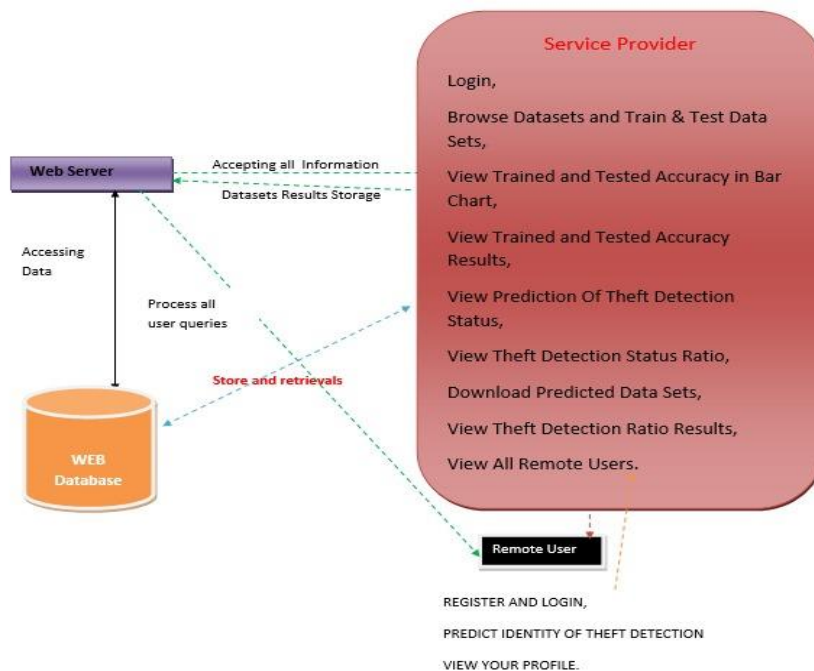 Service Provider
Login,
Browse Datasets and Train & Test Data
Sets,
View Trained and Tested Accuracy in Bar
Chart,
View Trained and Tested Accuracy
Results,
View Prediction Of Theft Detection
Status,
View Theft Detection Status Ratio,
Download Predicted Data Sets,
View Theft Detection Ratio Results,
View All Remote Users.
Web Server
Accepting all Information
Datasets Results Storage
Accessing
Data
Process all
user queries
Store and retrievals
WEB
Database
Remote User
REGISTER AND LOGIN,
PREDICT IDENTITY OF THEFT DETECTION
VIEW YOUR PROFILE.